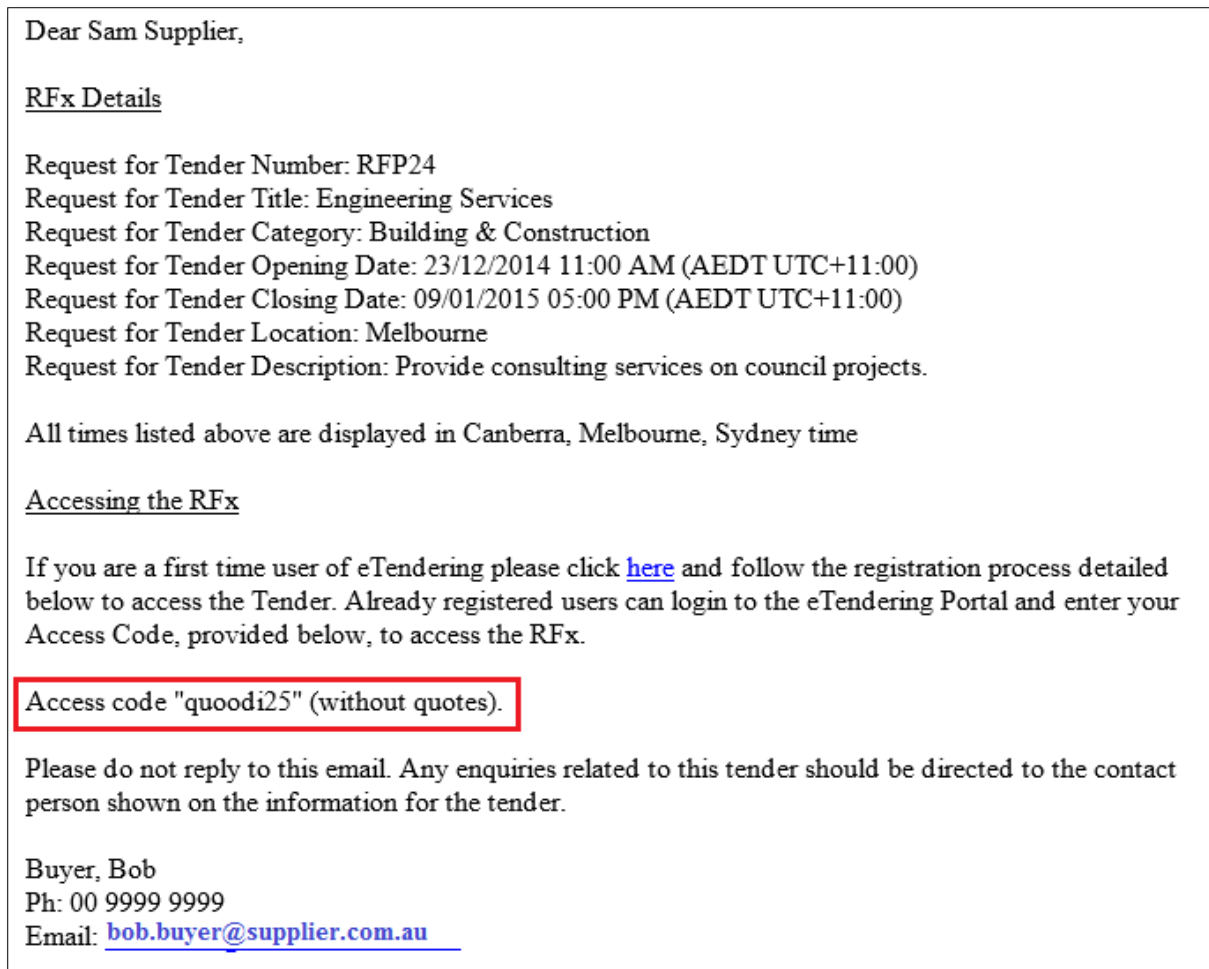 Dear Sam Supplier,
RFx Details
Request for Tender Number: RFP24
Request for Tender Title: Engineering Services
Request for Tender Category: Building & Construction
Request for Tender Opening Date: 23/12/2014 11:00 AM (AEDT UTC+11:00)
Request for Tender Closing Date: 09/01/2015 05:00 PM (AEDT UTC+11:00)
Request for Tender Location: Melbourne
Request for Tender Description: Provide consulting services on council projects.
All times listed above are displayed in Canberra, Melbourne, Sydney time
Accessing the RFx
If you are a first time user of eTendering please click here and follow the registration process detailed
below to access the Tender. Already registered users can login to the eTendering Portal and enter your
Access Code, provided below, to access the RFx.
Access code "quoodi25" (without quotes).
Please do not reply to this email. Any enquiries related to this tender should be directed to the contact
person shown on the information for the tender.
Buyer, Bob
Ph: 00 9999 9999
Email: bob.buyer@supplier.com.au